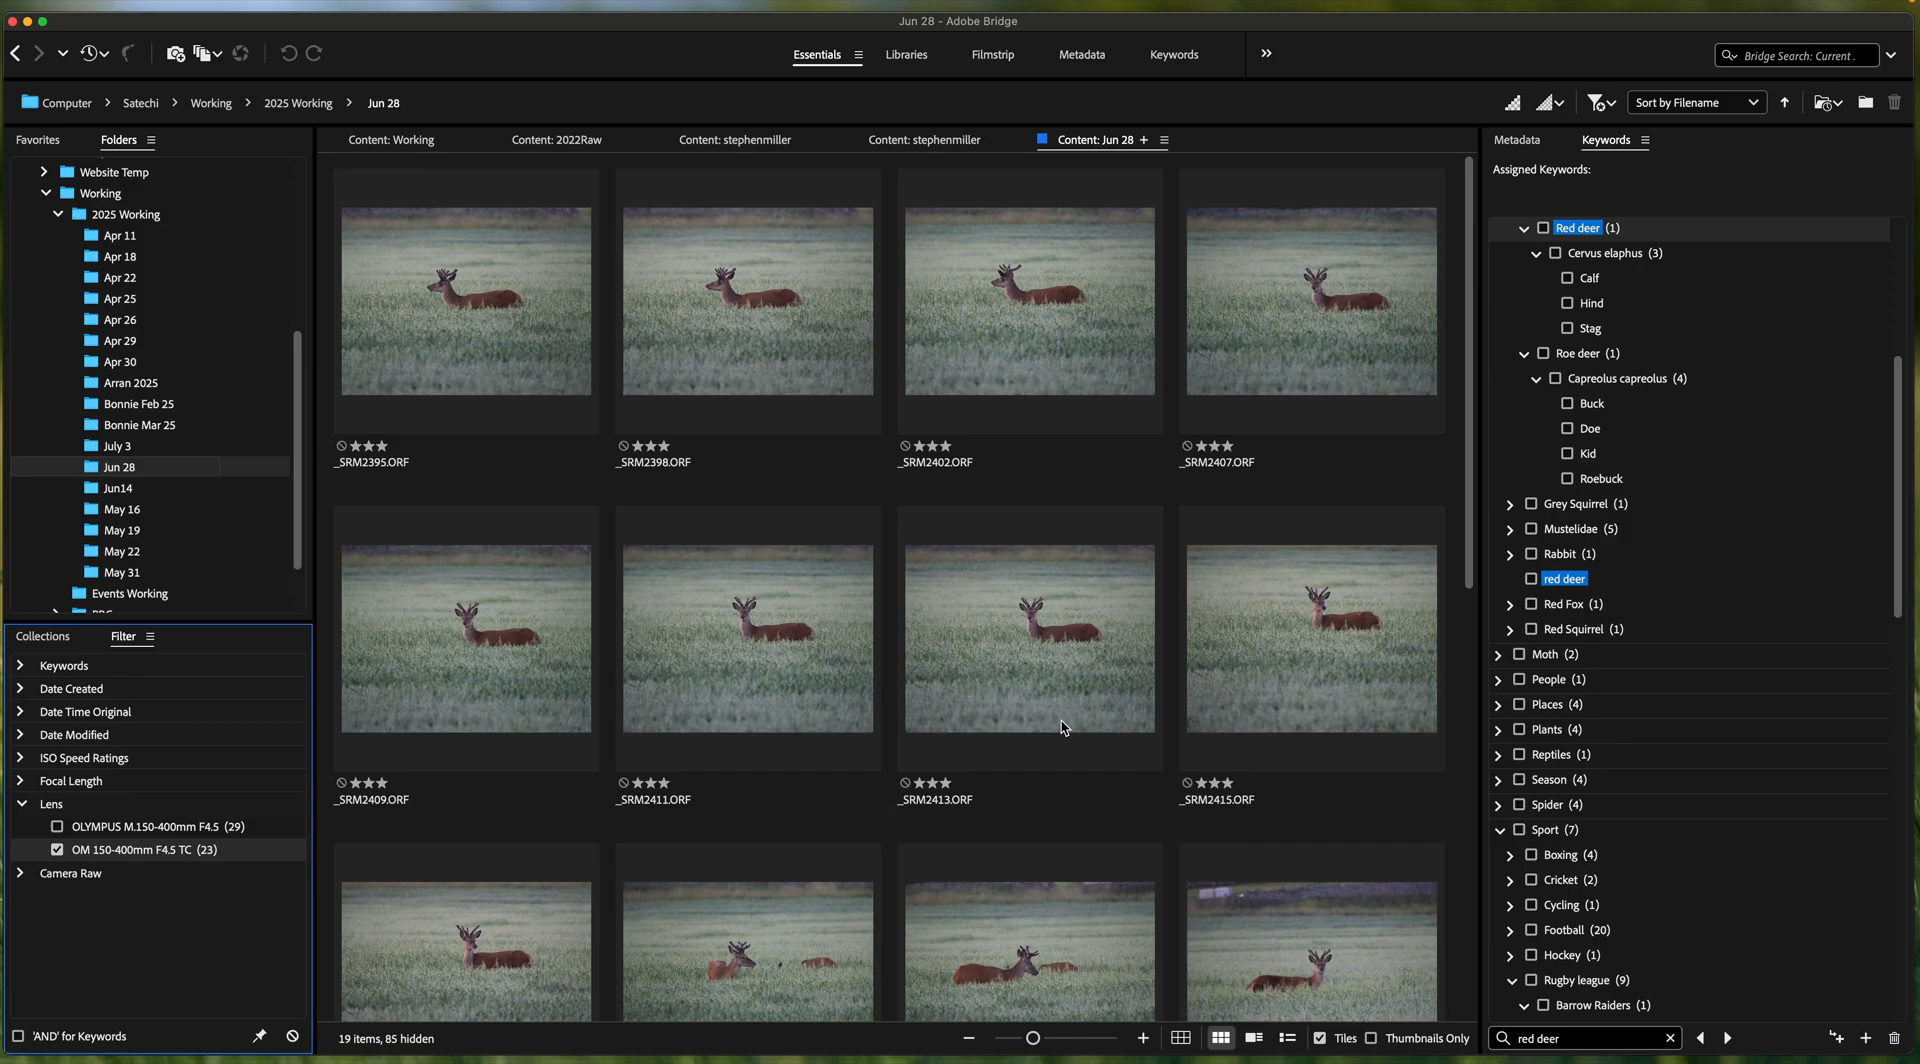 Jun 28 - Adobe Bridge
Essentials
Libraries
Filmstrip
Metadata
Keywords
Bridge Search: Current .
Computer
Satechi
Working
2025 Working
Jun 28
Sort by Filename
Favorites
Folders
Website Temp
Working
2025 Working
Apr 11
Apr 18
Apr 22
Apr 25
Apr 26
Apr 29
Apr 30
Arran 2025
Bonnie Feb 25
Bonnie Mar 25
July 3
Jun 28
Jun14
May 16
May 19
May 22
May 31
Events Working
Collections
Filter
Keywords
Date Created
Date Time Original
Date Modified
ISO Speed Ratings
Focal Length
Lens
OLYMPUS M.150-400mm F4.5 (29)
OM 150-400mm F4.5 TC (23)
Camera Raw
'AND' for Keywords
Content: Working
Content: 2022Raw
Content: stephenmiller
Content: stephenmiller
Content: Jun 28
_SRM2395.ORF
_SRM2398.ORF
_SRM2402.ORF
_SRM2407.ORF
_SRM2409.ORF
_SRM2411.ORF
_SRM2413.ORF
_SRM2415.ORF
19 items, 85 hidden
Tiles
Thumbnails Only
Metadata
Keywords
Assigned Keywords:
Red deer (1)
Cervus elaphus (3)
Calf
Hind
Stag
Roe deer (1)
Capreolus capreolus (4)
Buck
Doe
Kid
Roebuck
Grey Squirrel (1)
Mustelidae (5)
Rabbit (1)
red deer
Red Fox (1)
Red Squirrel (1)
Moth (2)
People (1)
Places (4)
Plants (4)
Reptiles (1)
Season (4)
Spider (4)
Sport (7)
Boxing (4)
Cricket (2)
Cycling (1)
Football (20)
Hockey (1)
Rugby league (9)
Barrow Raiders (1)
red deer